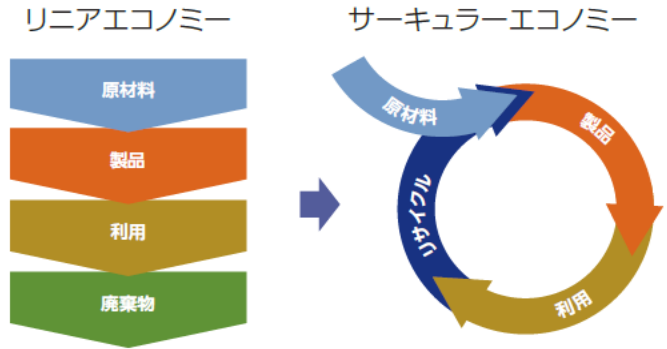 リニアエコノミー
原材料
製品
利用
廃棄物
サーキュラーエコノミー
原材料
製品
利用
リサイクル